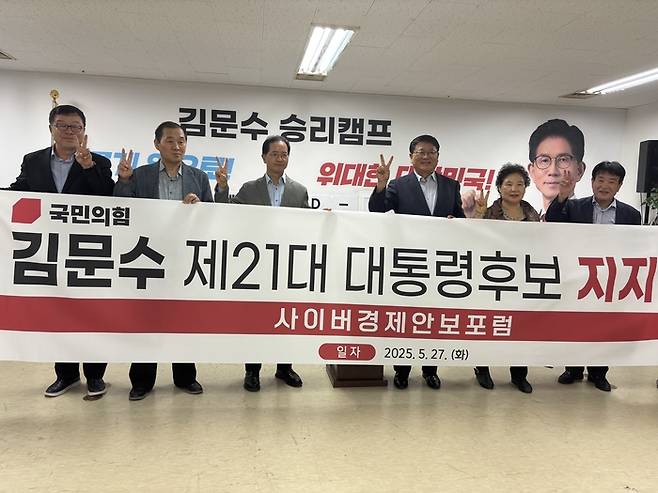 김문수 승리캠프
위대한 대한민국!
국민의힘
김문수 제21대 대통령후보 지지
사이버경제안보포럼
일자 2025. 5. 27. (화)